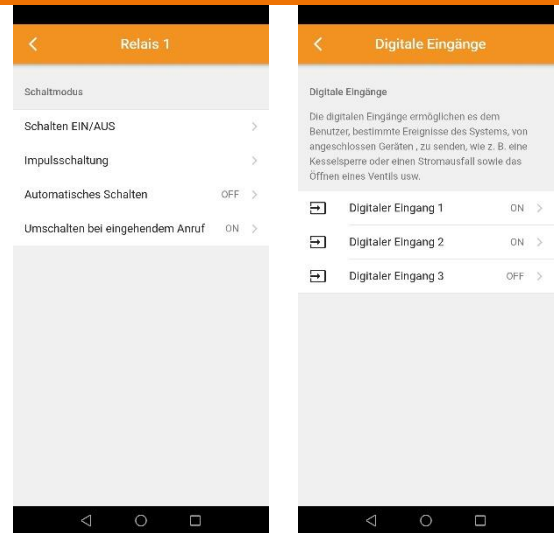 Relais 1
Schaltmodus
Schalten EIN/AUS
Impulsschaltung
Automatisches Schalten OFF
Umschalten bei eingehendem Anruf ON
Digitale Eingänge
Digitale Eingänge
Die digitalen Eingänge ermöglichen es dem
Benutzer, bestimmte Ereignisse des Systems, von
angeschlossen Geräten , zu senden, wie z. B. eine
Kesselsperre oder einen Stromausfall sowie das
Öffnen eines Ventils usw.
Digitaler Eingang 1 ON
Digitaler Eingang 2 ON
Digitaler Eingang 3 OFF